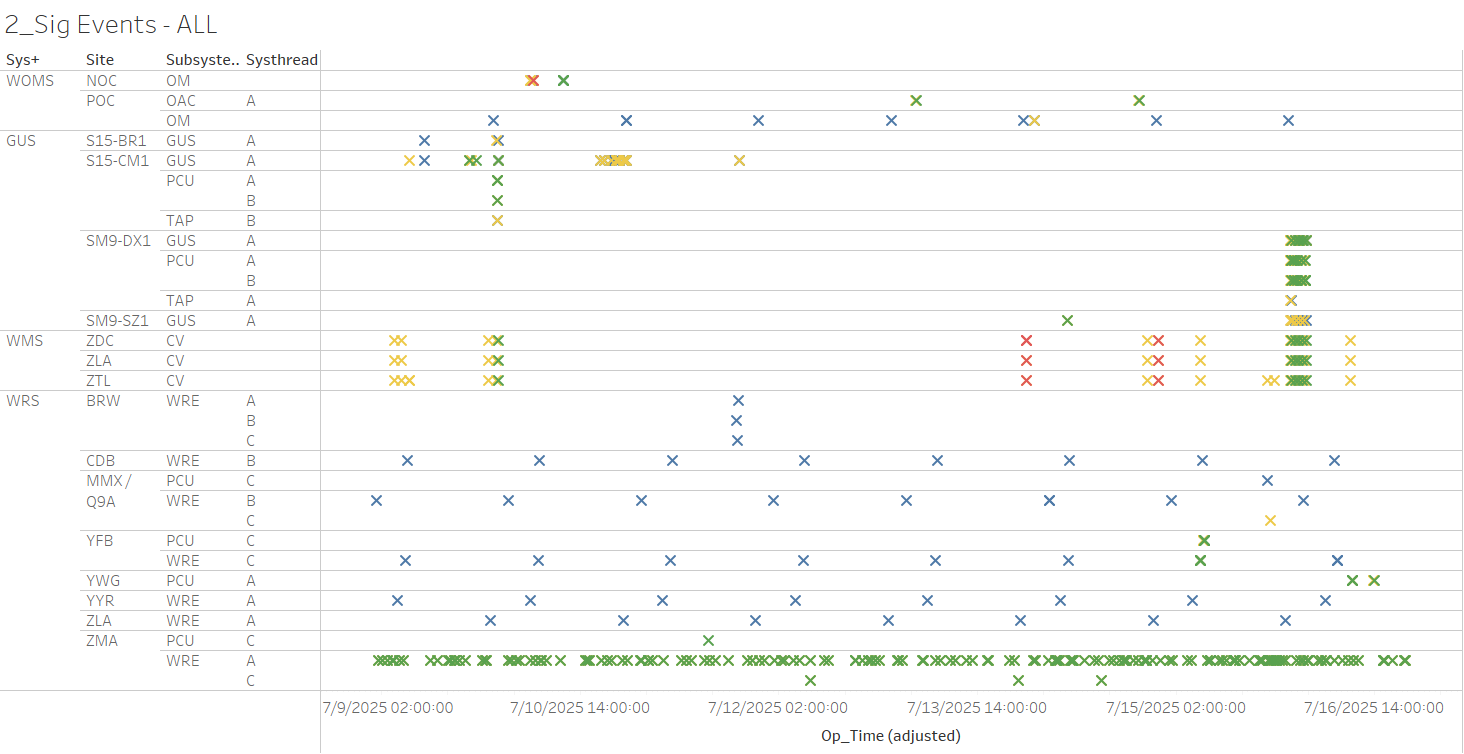 2_Sig Events - ALL
Sys+ Site Subsyste.. Systhread
WOMS NOC OM
POC OAC A
OM
GUS S15-BR1 GUS A
S15-CM1 GUS A
PCU A
B
TAP B
SM9-DX1 GUS A
PCU A
B
TAP A
SM9-SZ1 GUS A
WMS ZDC CV
ZLA CV
ZTL CV
WRS BRW WRE A
B
C
CDB WRE B
MMX / PCU C
Q9A WRE B
C
YFB PCU C
WRE C
YWG PCU A
YYR WRE A
ZLA WRE A
ZMA PCU C
WRE A
C
7/9/2025 02:00:00 7/10/2025 14:00:00 7/12/2025 02:00:00 7/13/2025 14:00:00 7/15/2025 02:00:00 7/16/2025 14:00:00
Op_Time (adjusted)